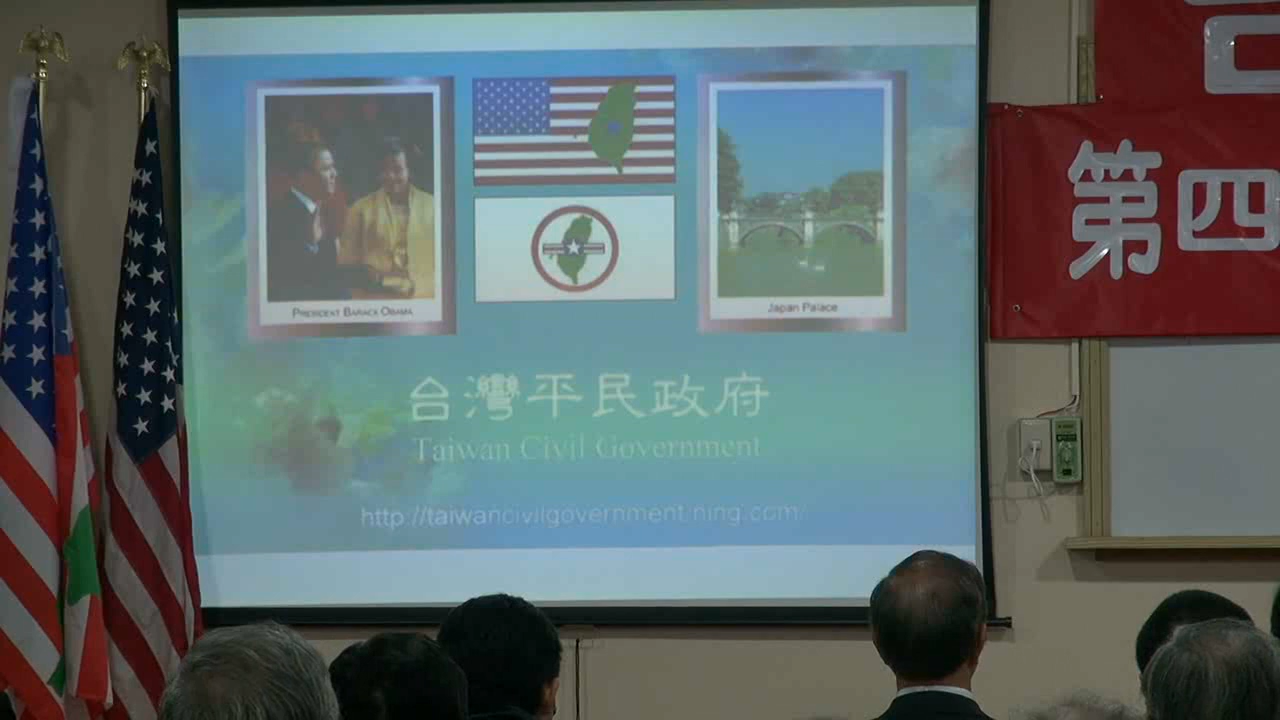 PRESIDENT BARACK OBAMA
Japan Palace
台灣平民政府
Taiwan Civil Government
http://taiwancivilgovernment.ning.com/
第四